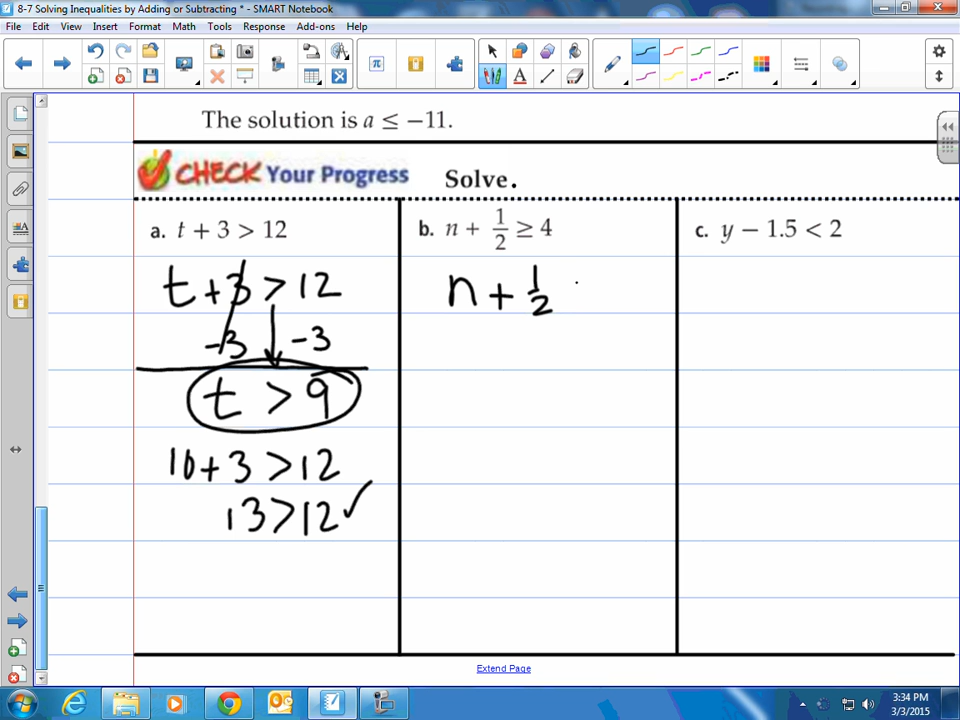 8-7 Solving Inequalities by Adding or Subtracting * - SMART Notebook
File Edit View Insert Format Math Tools Response Add-ons Help
The solution is a ≤ −11.
CHECK Your Progress Solve.
a. t + 3 > 12
b. n + 1/2 ≥ 4
c. y − 1.5 < 2
t + 3 > 12
-3 -3
t > 9
10 + 3 > 12
13 > 12 ✓
n + 1/2
Extend Page
3:34 PM
3/3/2015